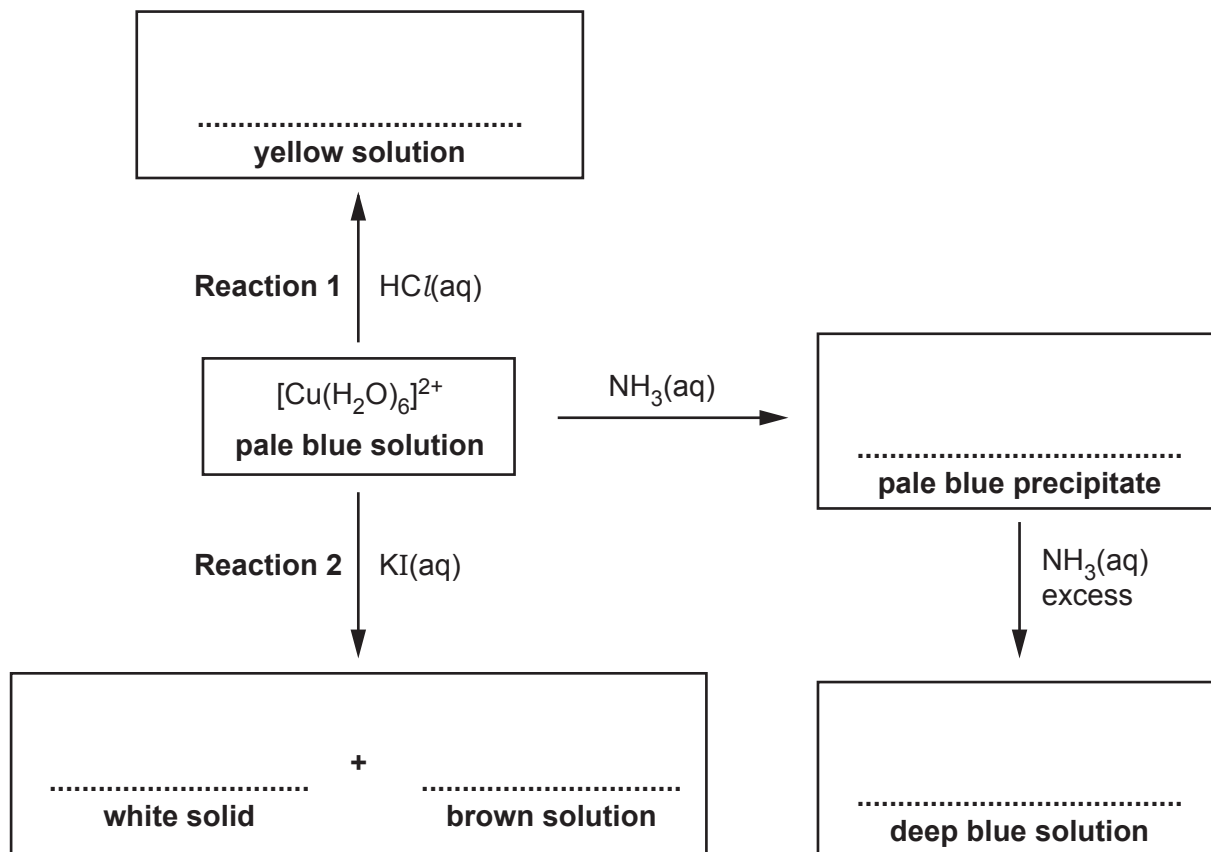 yellow solution
Reaction 1 HCl(aq)
[Cu(H₂O)₆]²⁺
pale blue solution
NH₃(aq)
pale blue precipitate
Reaction 2 KI(aq)
NH₃(aq)
excess
+
white solid
brown solution
deep blue solution